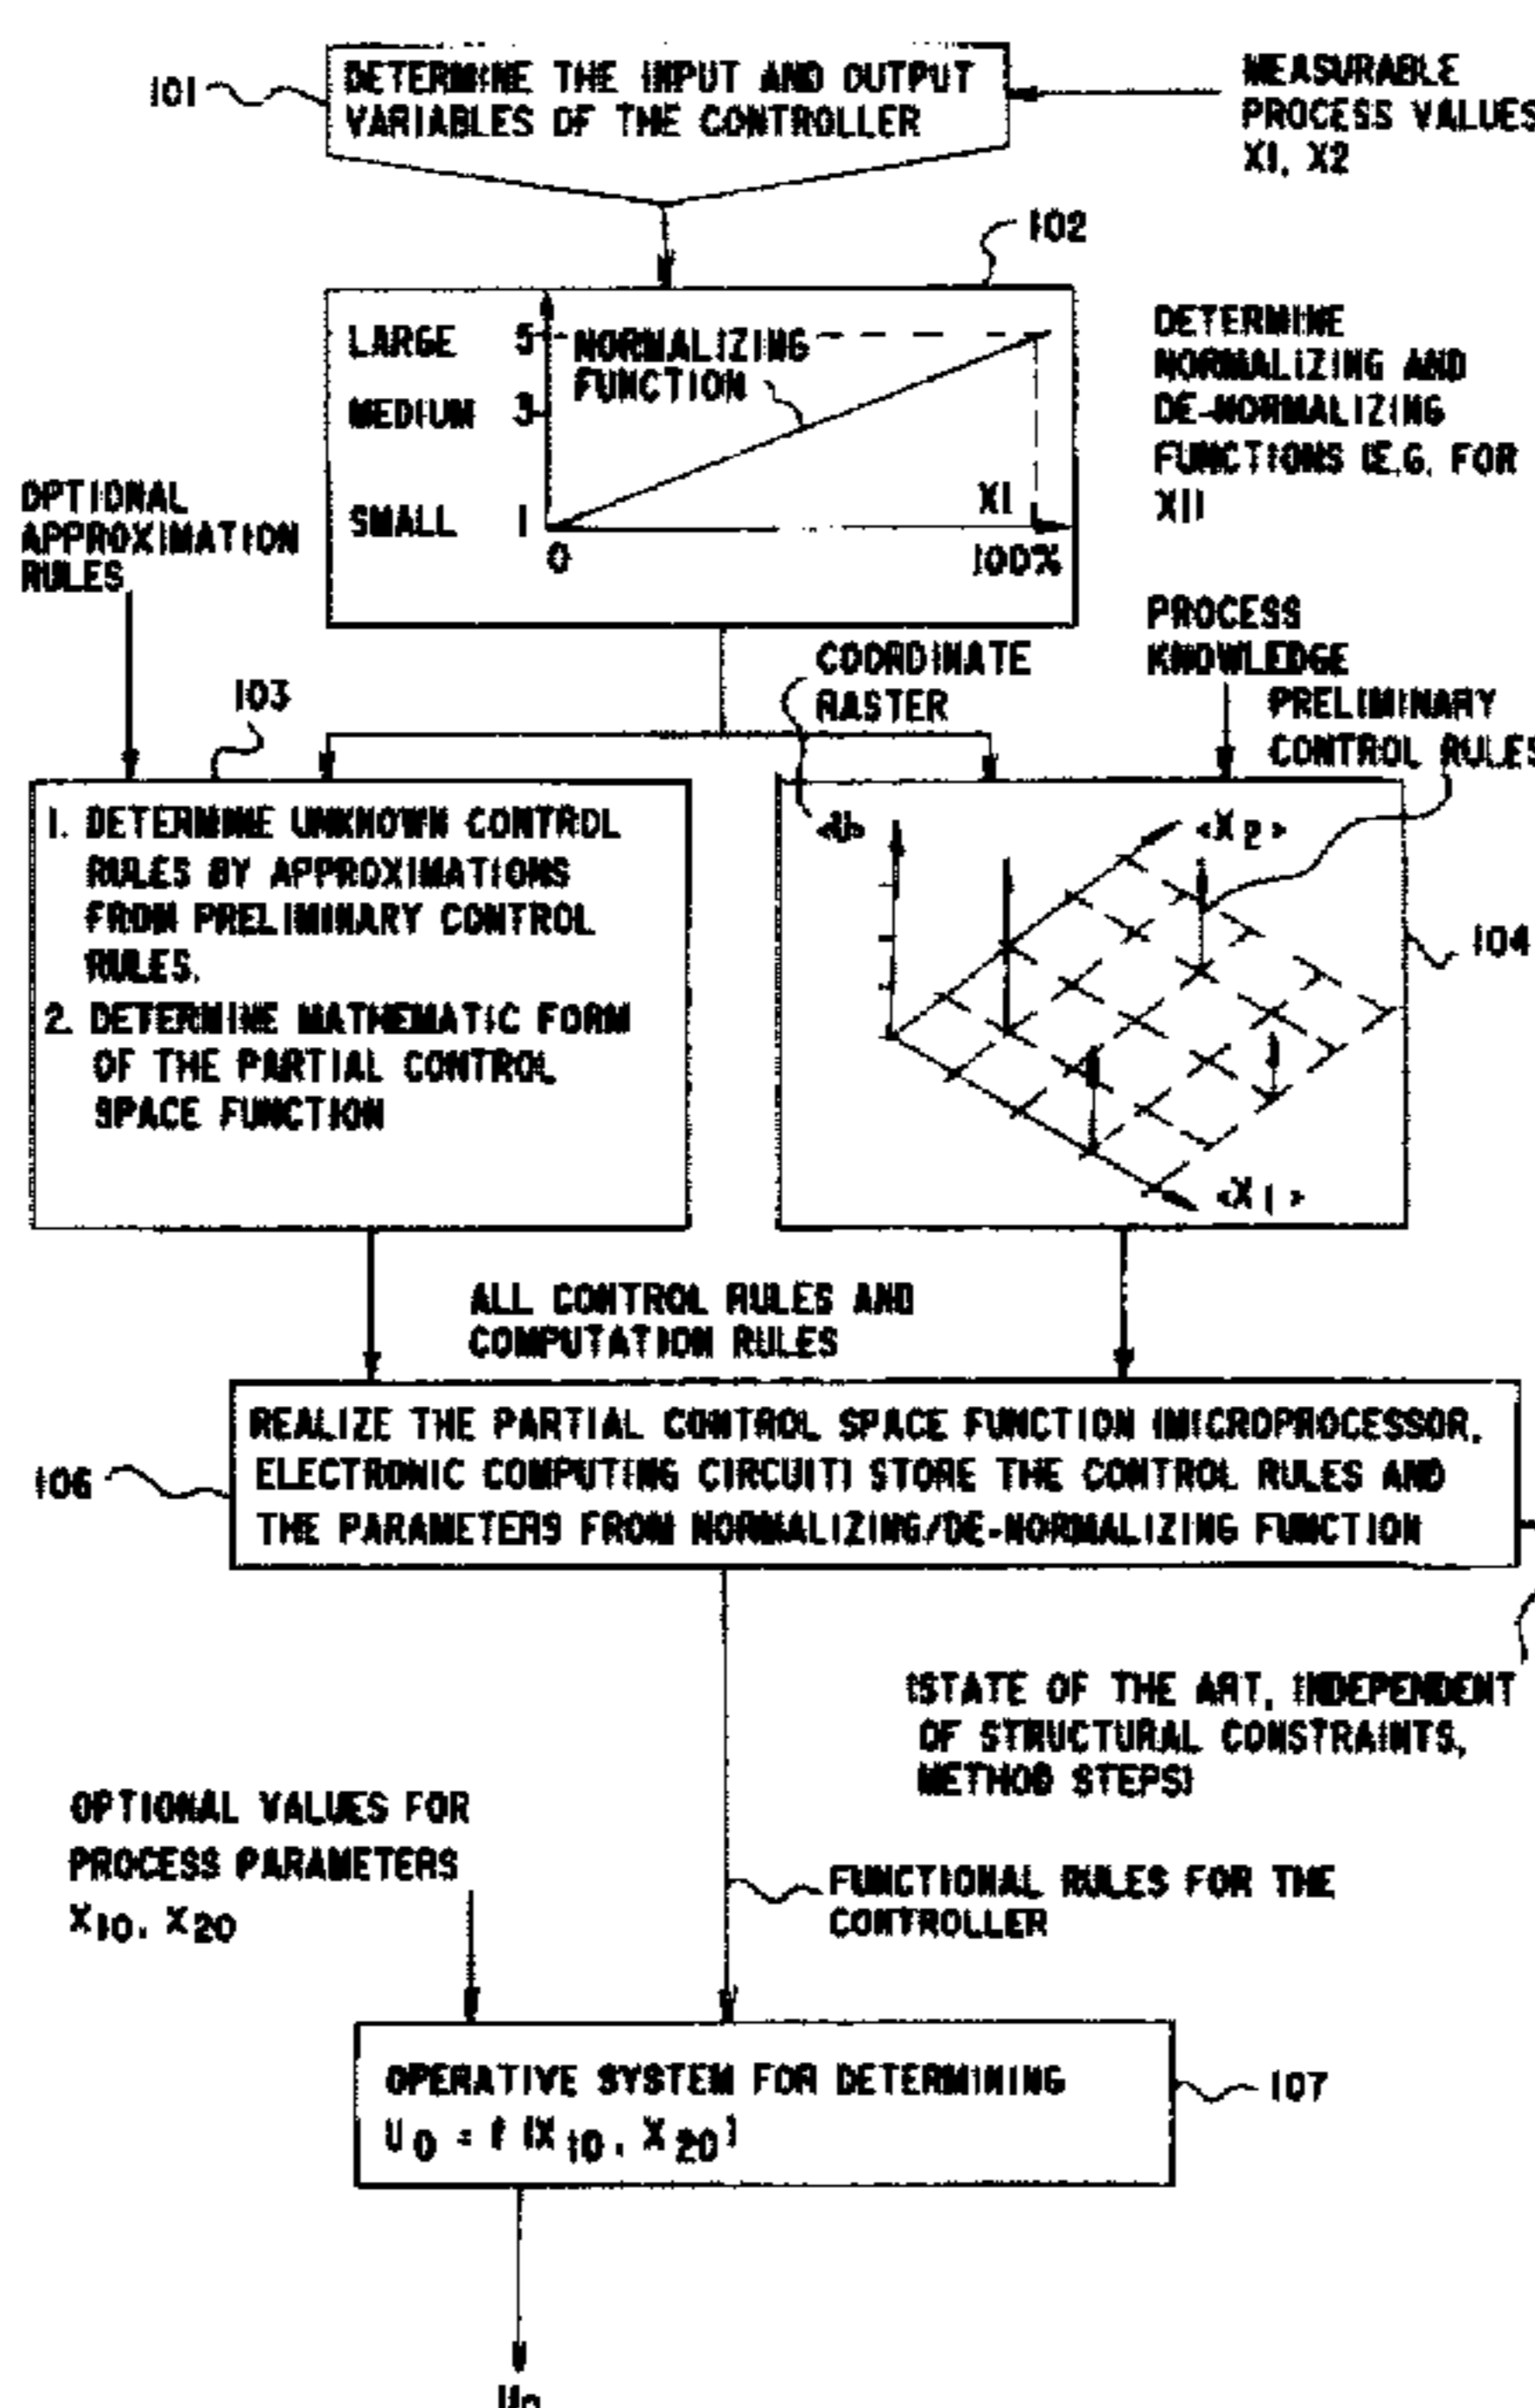 101
DETERMINE THE INPUT AND OUTPUT
VARIABLES OF THE CONTROLLER
MEASURABLE
PROCESS VALUES
X1, X2
102
LARGE 5
NORMALIZING
FUNCTION
MEDIUM 3
SMALL 1
X1
0
100%
DETERMINE
NORMALIZING AND
DE-NORMALIZING
FUNCTIONS (E.G. FOR
X1)
OPTIONAL
APPROXIMATION
RULES
103
COORDINATE
RASTER
PROCESS
KNOWLEDGE
PRELIMINARY
CONTROL RULES
1. DETERMINE UNKNOWN CONTROL
RULES BY APPROXIMATIONS
FROM PRELIMINARY CONTROL
RULES.
2. DETERMINE MATHEMATIC FORM
OF THE PARTIAL CONTROL
SPACE FUNCTION
<U>
<X2>
<X1>
104
ALL CONTROL RULES AND
COMPUTATION RULES
106
REALIZE THE PARTIAL CONTROL SPACE FUNCTION (MICROPROCESSOR,
ELECTRONIC COMPUTING CIRCUIT) STORE THE CONTROL RULES AND
THE PARAMETERS FROM NORMALIZING/DE-NORMALIZING FUNCTION
(STATE OF THE ART, INDEPENDENT
OF STRUCTURAL CONSTRAINTS,
METHOD STEPS)
OPTIONAL VALUES FOR
PROCESS PARAMETERS
X10, X20
FUNCTIONAL RULES FOR THE
CONTROLLER
OPERATIVE SYSTEM FOR DETERMINING
U0 = f (X10, X20)
107
U0